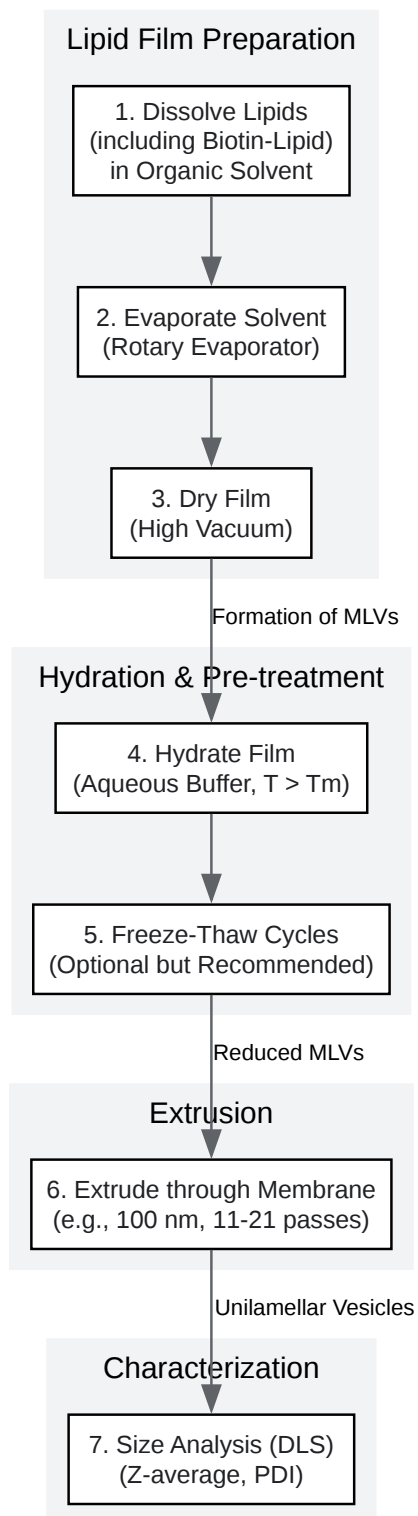 Lipid Film Preparation
1. Dissolve Lipids
(including Biotin-Lipid)
in Organic Solvent
2. Evaporate Solvent
(Rotary Evaporator)
3. Dry Film
(High Vacuum)
Formation of MLVs
Hydration & Pre-treatment
4. Hydrate Film
(Aqueous Buffer, T > Tm)
5. Freeze-Thaw Cycles
(Optional but Recommended)
Reduced MLVs
Extrusion
6. Extrude through Membrane
(e.g., 100 nm, 11-21 passes)
Unilamellar Vesicles
Characterization
7. Size Analysis (DLS)
(Z-average, PDI)